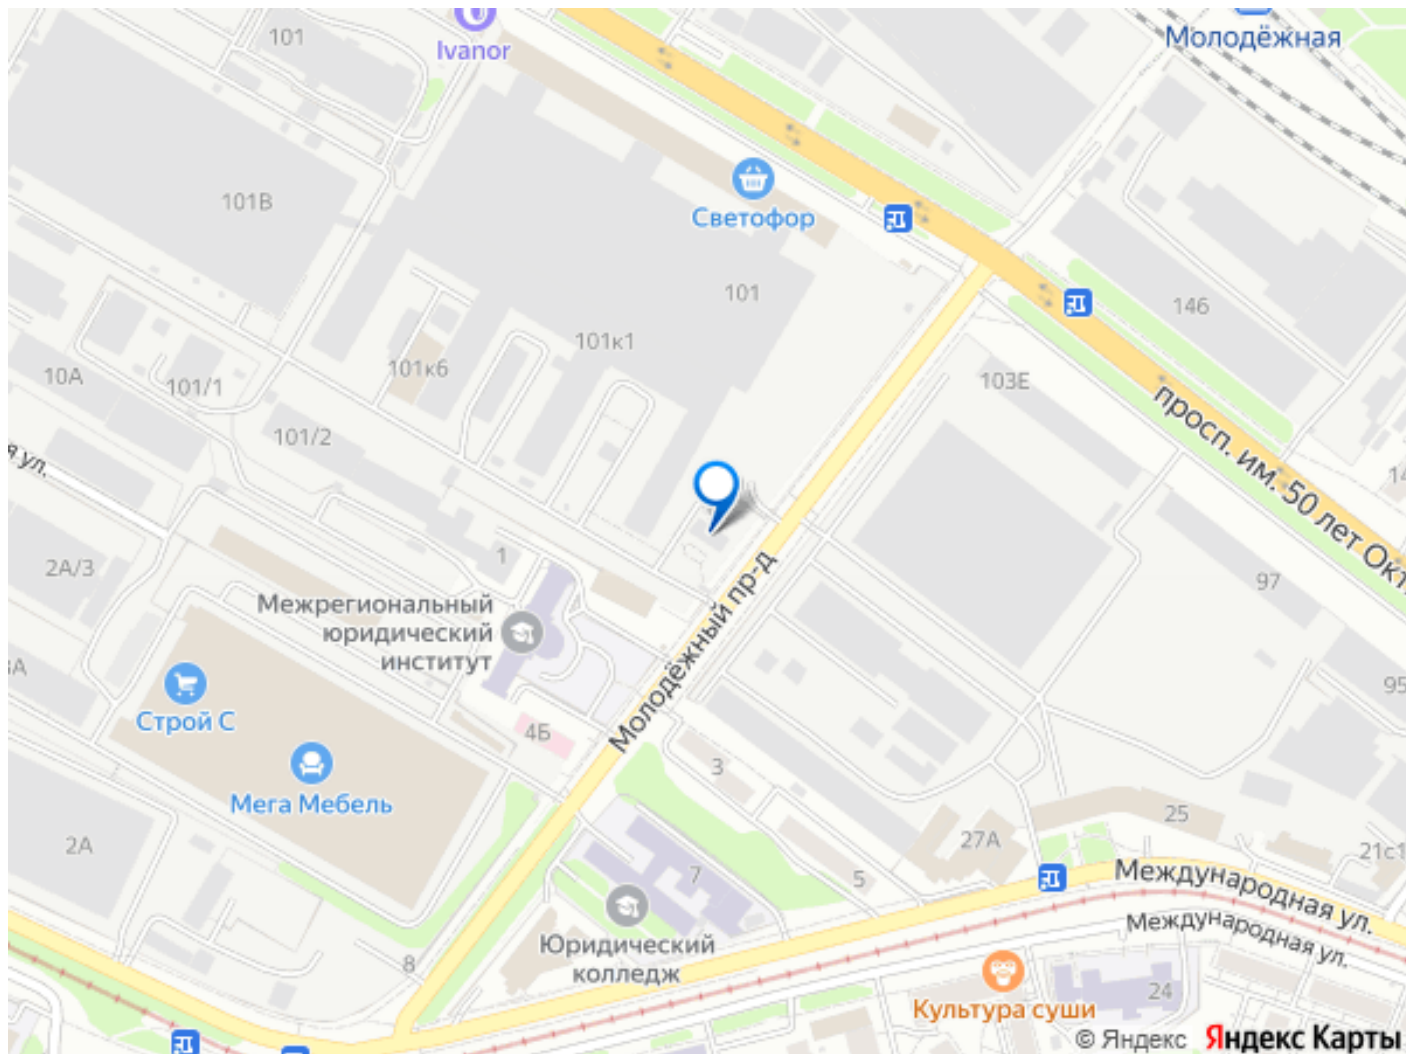 101
Ivanor
Молодёжная
101В
Светофор
101
146
101к1
101к6
10А
101/1
103Е
просп. им. 50 лет Окт
101/2
я ул.
14
2А/3
1
97
Межрегиональный
юридический
институт
Молодёжный пр-д
95
Строй С
4Б
3
Мега Мебель
25
27А
2А
21с1
7
5
Международная ул.
Международная ул.
Юридический
колледж
8
24
Культура суши
© Яндекс Яндекс Карты